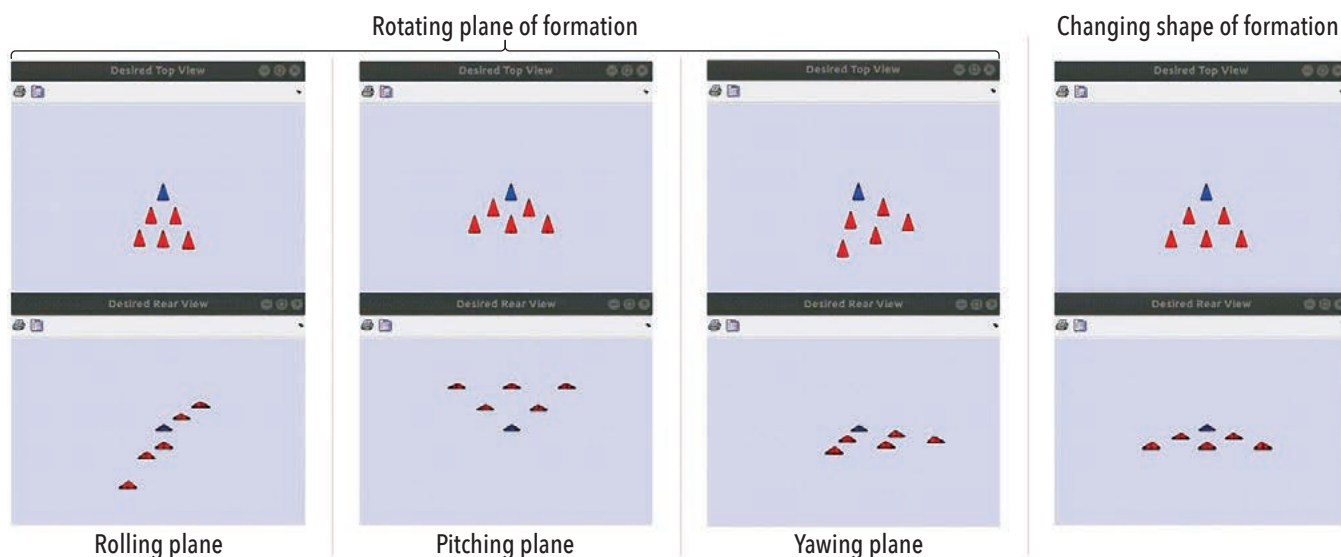 Rotating plane of formation
Changing shape of formation
Desired Top View
Desired Top View
Desired Top View
Desired Top View
Desired Rear View
Desired Rear View
Desired Rear View
Desired Rear View
Rolling plane
Pitching plane
Yawing plane